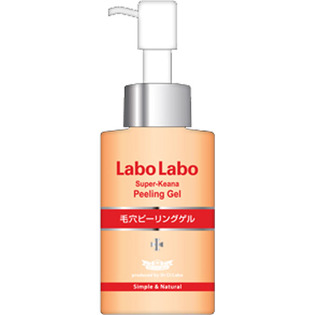 Labo Labo
Super-Keana
Peeling Gel
毛穴ピーリングゲル
Simple & Natural